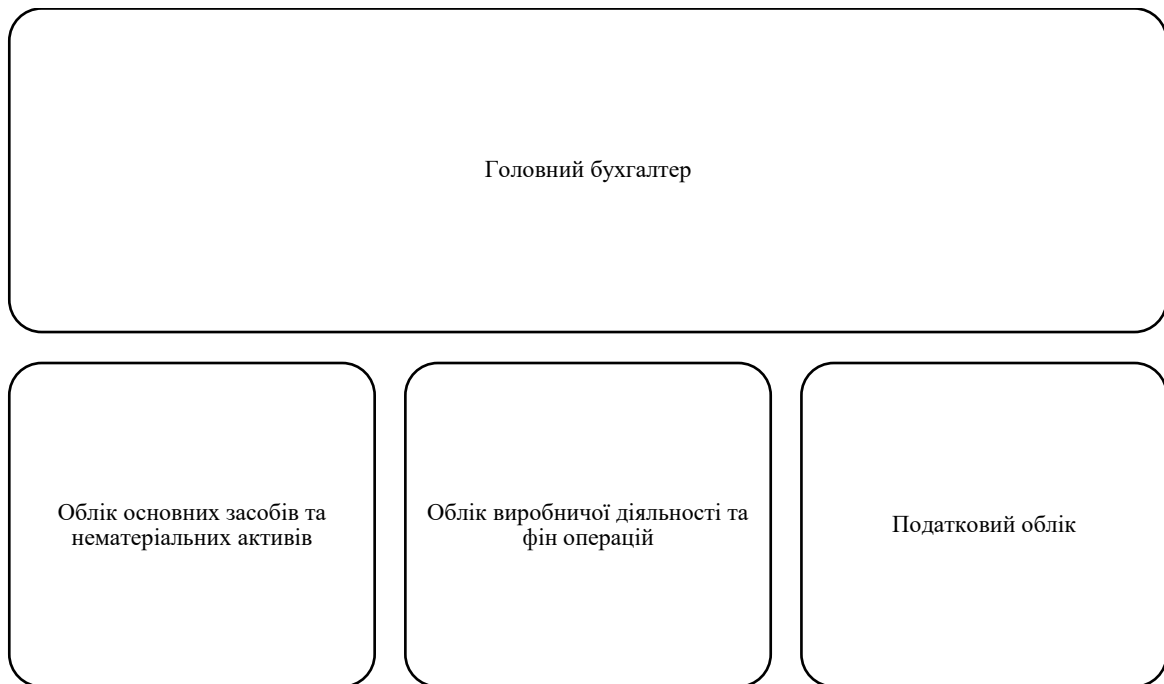 Головний бухгалтер
Облік основних засобів та
нематеріальних активів
Облік виробничої діяльності та
фін операцій
Податковий облік